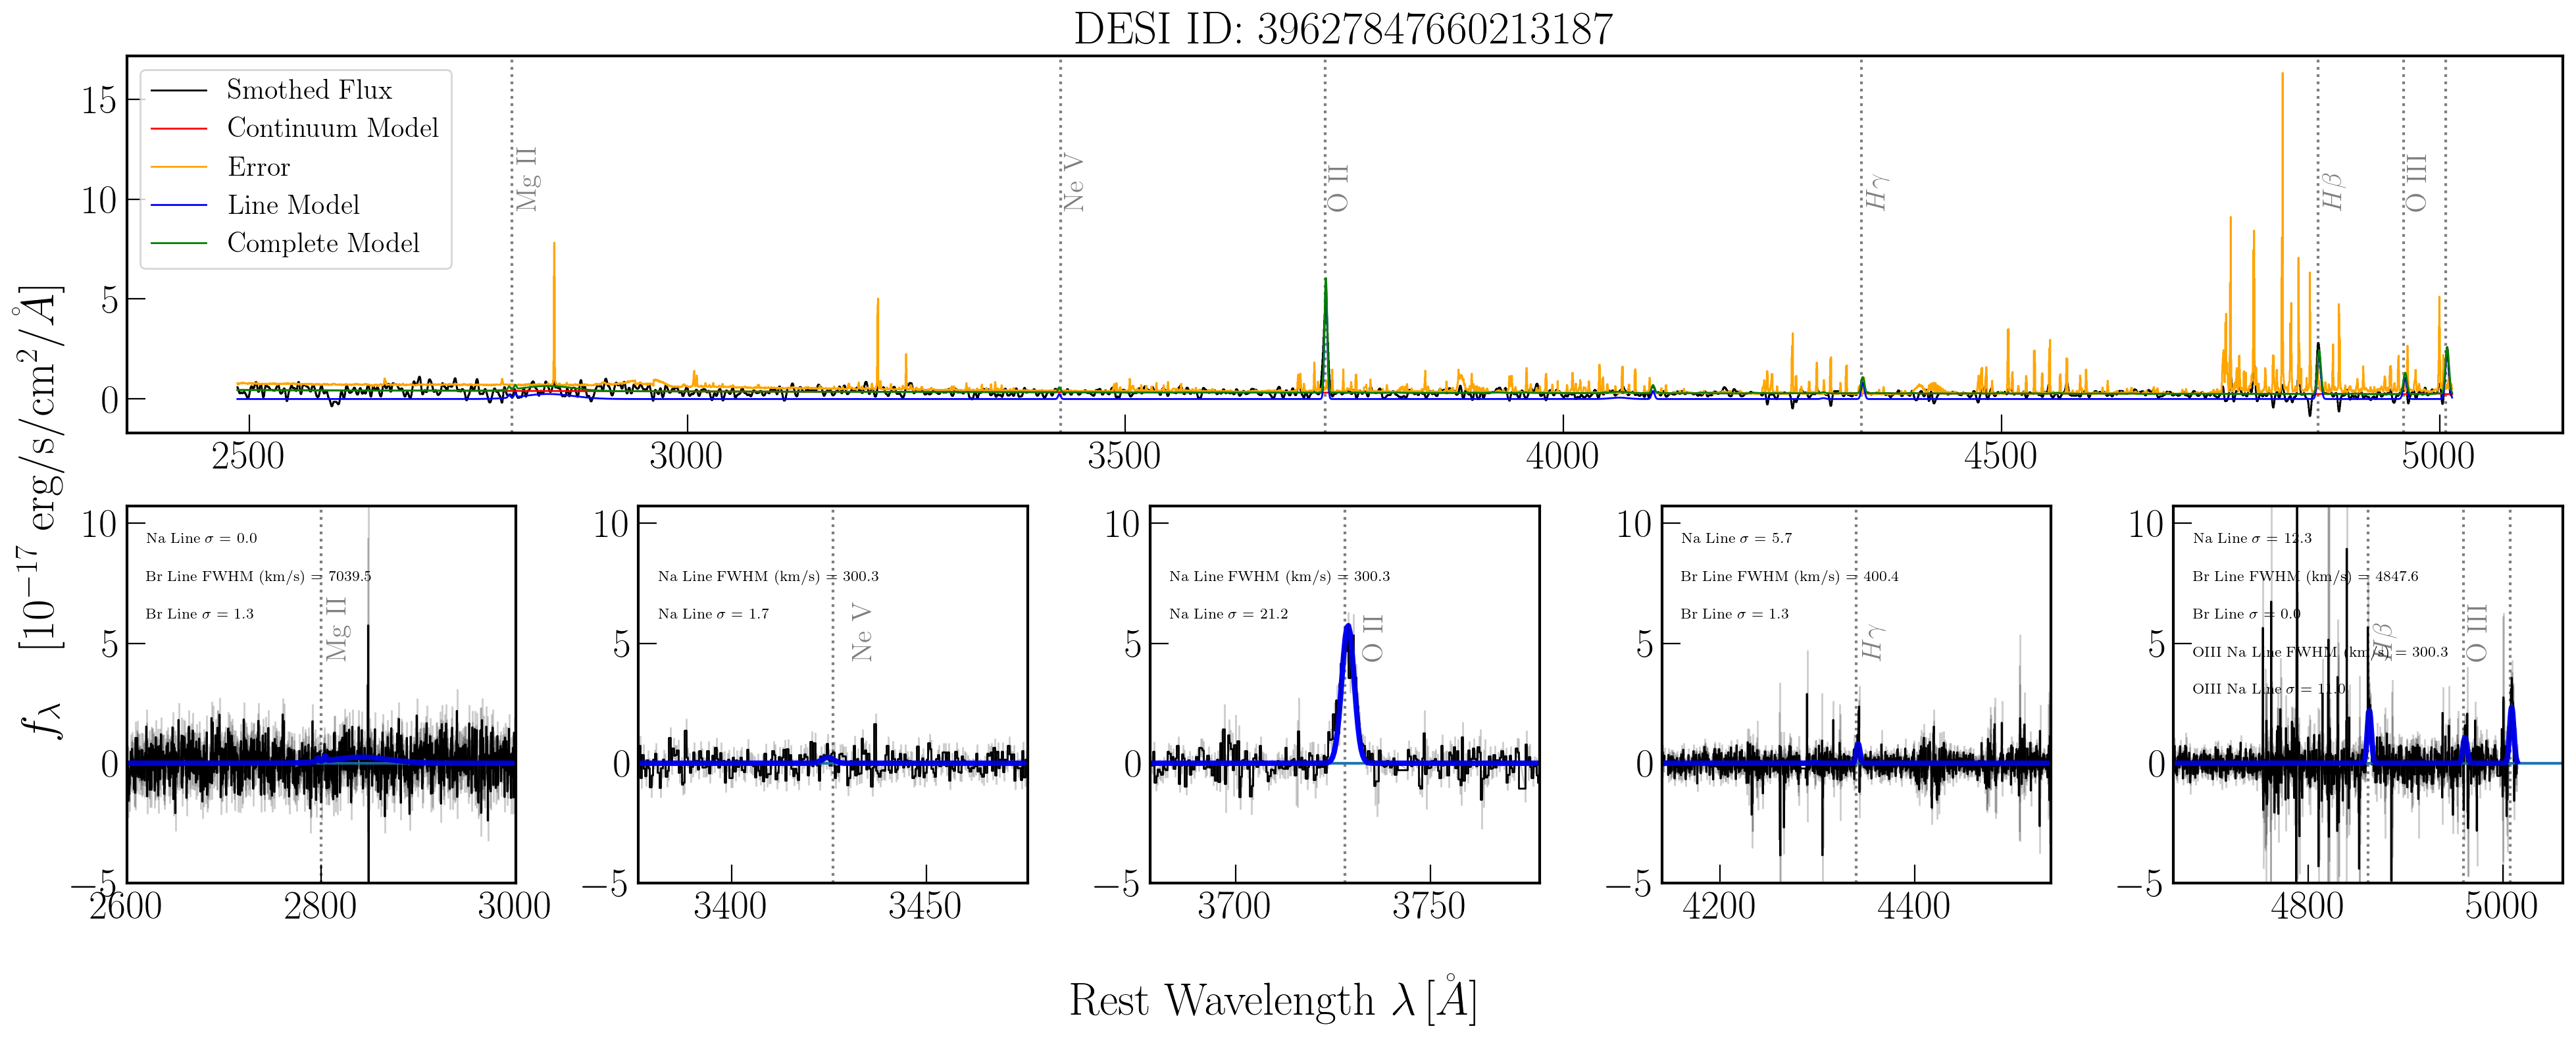 DESI ID: 39627847660213187
Smothed Flux
Continuum Model
Error
Line Model
Complete Model
Mg II
Ne V
O II
Hγ
Hβ
O III
15
10
5
0
2500 3000 3500 4000 4500 5000
f_λ [10^{-17} erg/s/cm^2/Å]
10
5
0
−5
2600 2800 3000
Na Line σ = 0.0
Br Line FWHM (km/s) = 7039.5
Br Line σ = 1.3
Mg II
10
5
0
−5
3400 3450
Na Line FWHM (km/s) = 300.3
Na Line σ = 1.7
Ne V
10
5
0
−5
3700 3750
Na Line FWHM (km/s) = 300.3
Na Line σ = 21.2
O II
10
5
0
−5
4200 4400
Na Line σ = 5.7
Br Line FWHM (km/s) = 400.4
Br Line σ = 1.3
Hγ
10
5
0
−5
4800 5000
Na Line σ = 12.3
Br Line FWHM (km/s) = 4847.6
Br Line σ = 0.0
OIII Na Line FWHM (km/s) = 300.3
OIII Na Line σ = 11.0
Hβ
O III
Rest Wavelength λ [Å]